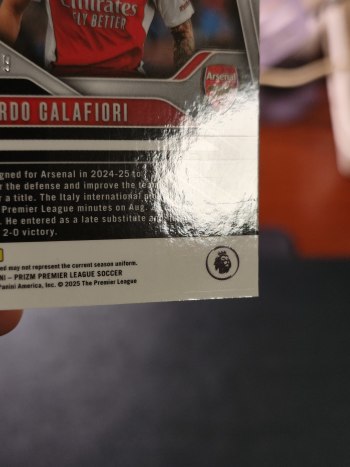 Emirates
FLY BETTER
Arsenal
RDO CALAFIORI
gned for Arsenal in 2024-25 to
r the defense and improve the
r a title. The Italy international
Premier League minutes on Aug.
. He entered as a late substitute
2-0 victory.
ed may not represent the current season uniform.
NI – PRIZM PREMIER LEAGUE SOCCER
Panini America, Inc. © 2025 The Premier League